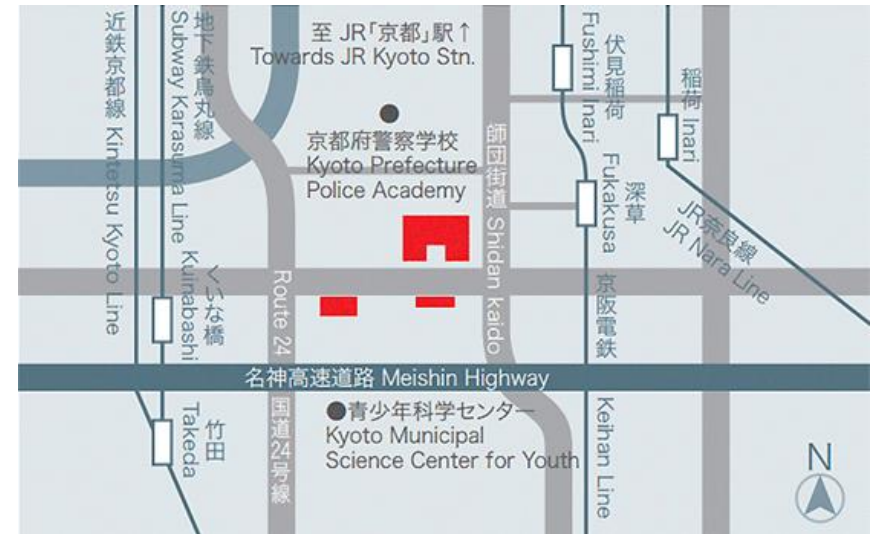 近鉄京都線 Kintetsu Kyoto Line
地下鉄烏丸線
Subway Karasuma Line
至 JR「京都」駅↑
Towards JR Kyoto Stn.
京都府警察学校
Kyoto Prefecture
Police Academy
師団街道 Shidan kaido
伏見稲荷
Fushimi Inari
稲荷 Inari
深草
Fukakusa
JR奈良線
JR Nara Line
くいな橋
Kuinabashi
Route 24
京阪電鉄
名神高速道路 Meishin Highway
竹田
Takeda
国道24号線
青少年科学センター
Kyoto Municipal
Science Center for Youth
Keihan Line
N